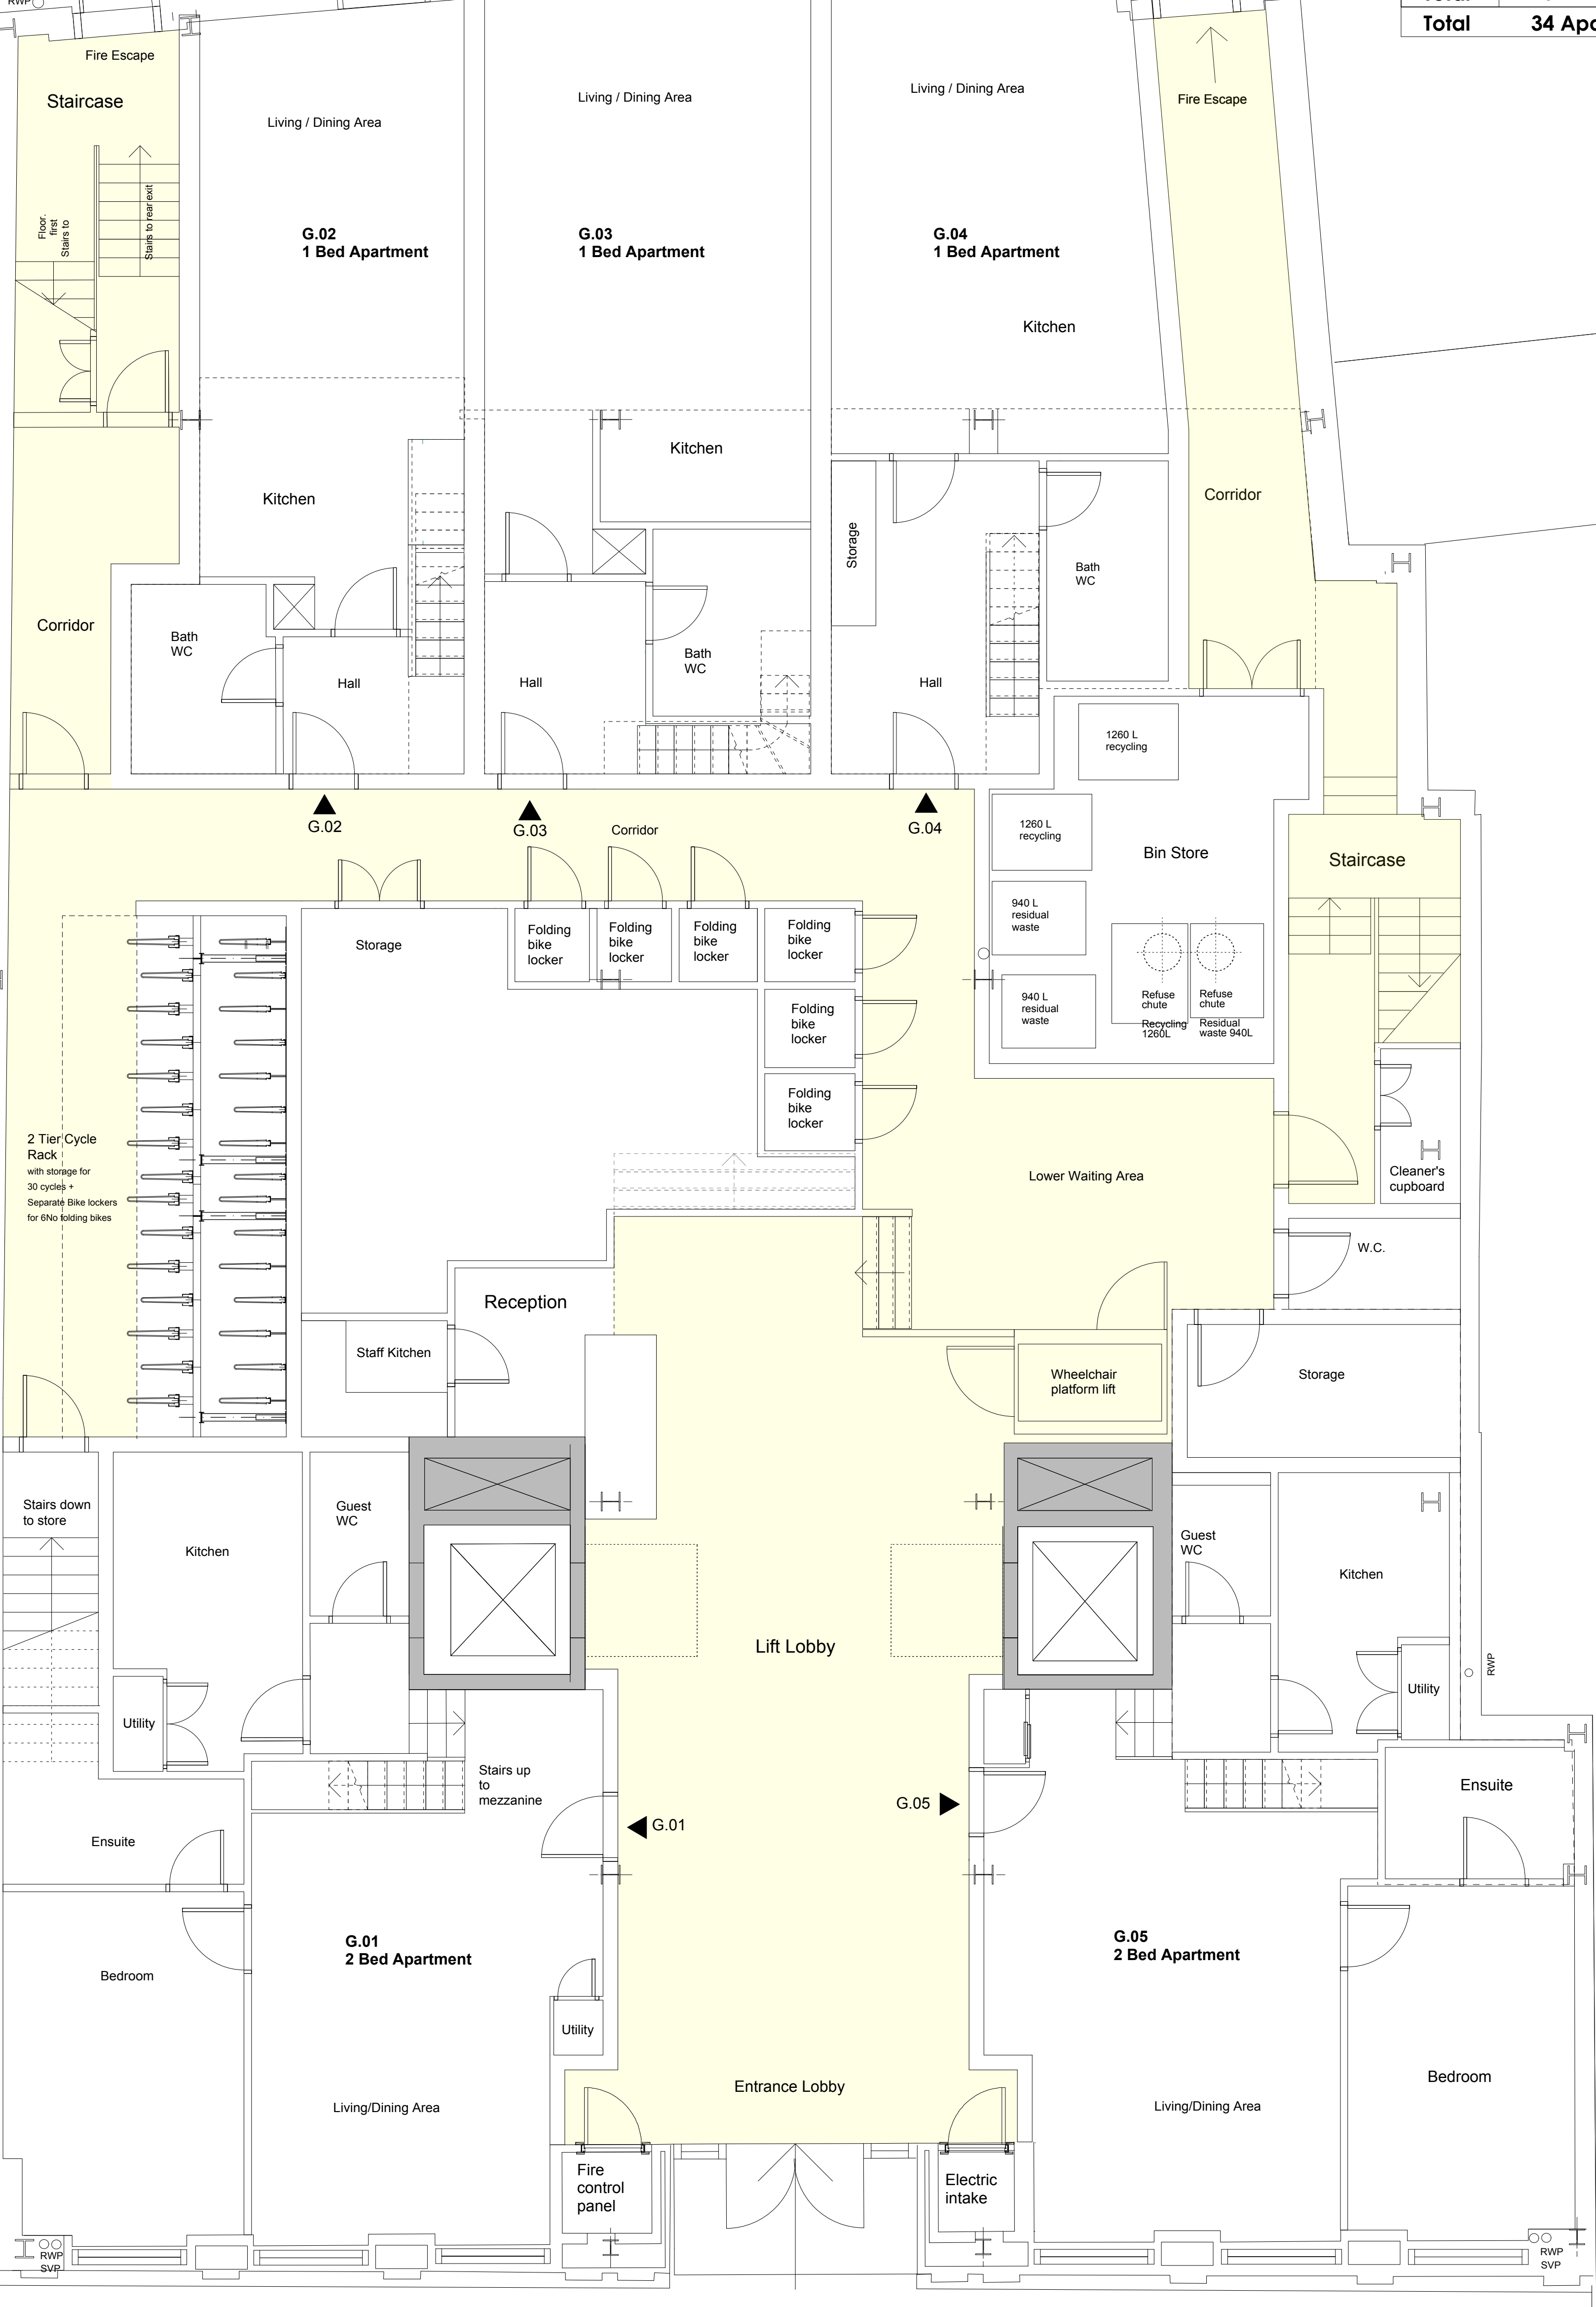 RWP
Total
34 Apa
Fire Escape
Staircase
Living / Dining Area
Living / Dining Area
Living / Dining Area
Fire Escape
Floor.
first
Stairs to
Stairs to rear exit
G.02
1 Bed Apartment
G.03
1 Bed Apartment
G.04
1 Bed Apartment
Kitchen
Kitchen
Kitchen
Storage
Bath
WC
Corridor
Corridor
Bath
WC
Hall
Hall
Bath
WC
Hall
1260 L
recycling
G.02
G.03
Corridor
G.04
1260 L
recycling
Bin Store
Staircase
940 L
residual
waste
Storage
Folding
bike
locker
Folding
bike
locker
Folding
bike
locker
Folding
bike
locker
940 L
residual
waste
Refuse
chute
Recycling
1260L
Refuse
chute
Residual
waste 940L
Folding
bike
locker
Folding
bike
locker
2 Tier Cycle
Rack
with storage for
30 cycles +
Separate Bike lockers
for 6No folding bikes
Lower Waiting Area
Cleaner's
cupboard
W.C.
Reception
Staff Kitchen
Wheelchair
platform lift
Storage
Stairs down
to store
Guest
WC
Kitchen
Guest
WC
Kitchen
Lift Lobby
RWP
Utility
Utility
Stairs up
to
mezzanine
Ensuite
G.05
G.01
Ensuite
G.01
2 Bed Apartment
G.05
2 Bed Apartment
Bedroom
Utility
Entrance Lobby
Bedroom
Living/Dining Area
Living/Dining Area
Fire
control
panel
Electric
intake
RWP
SVP
RWP
SVP